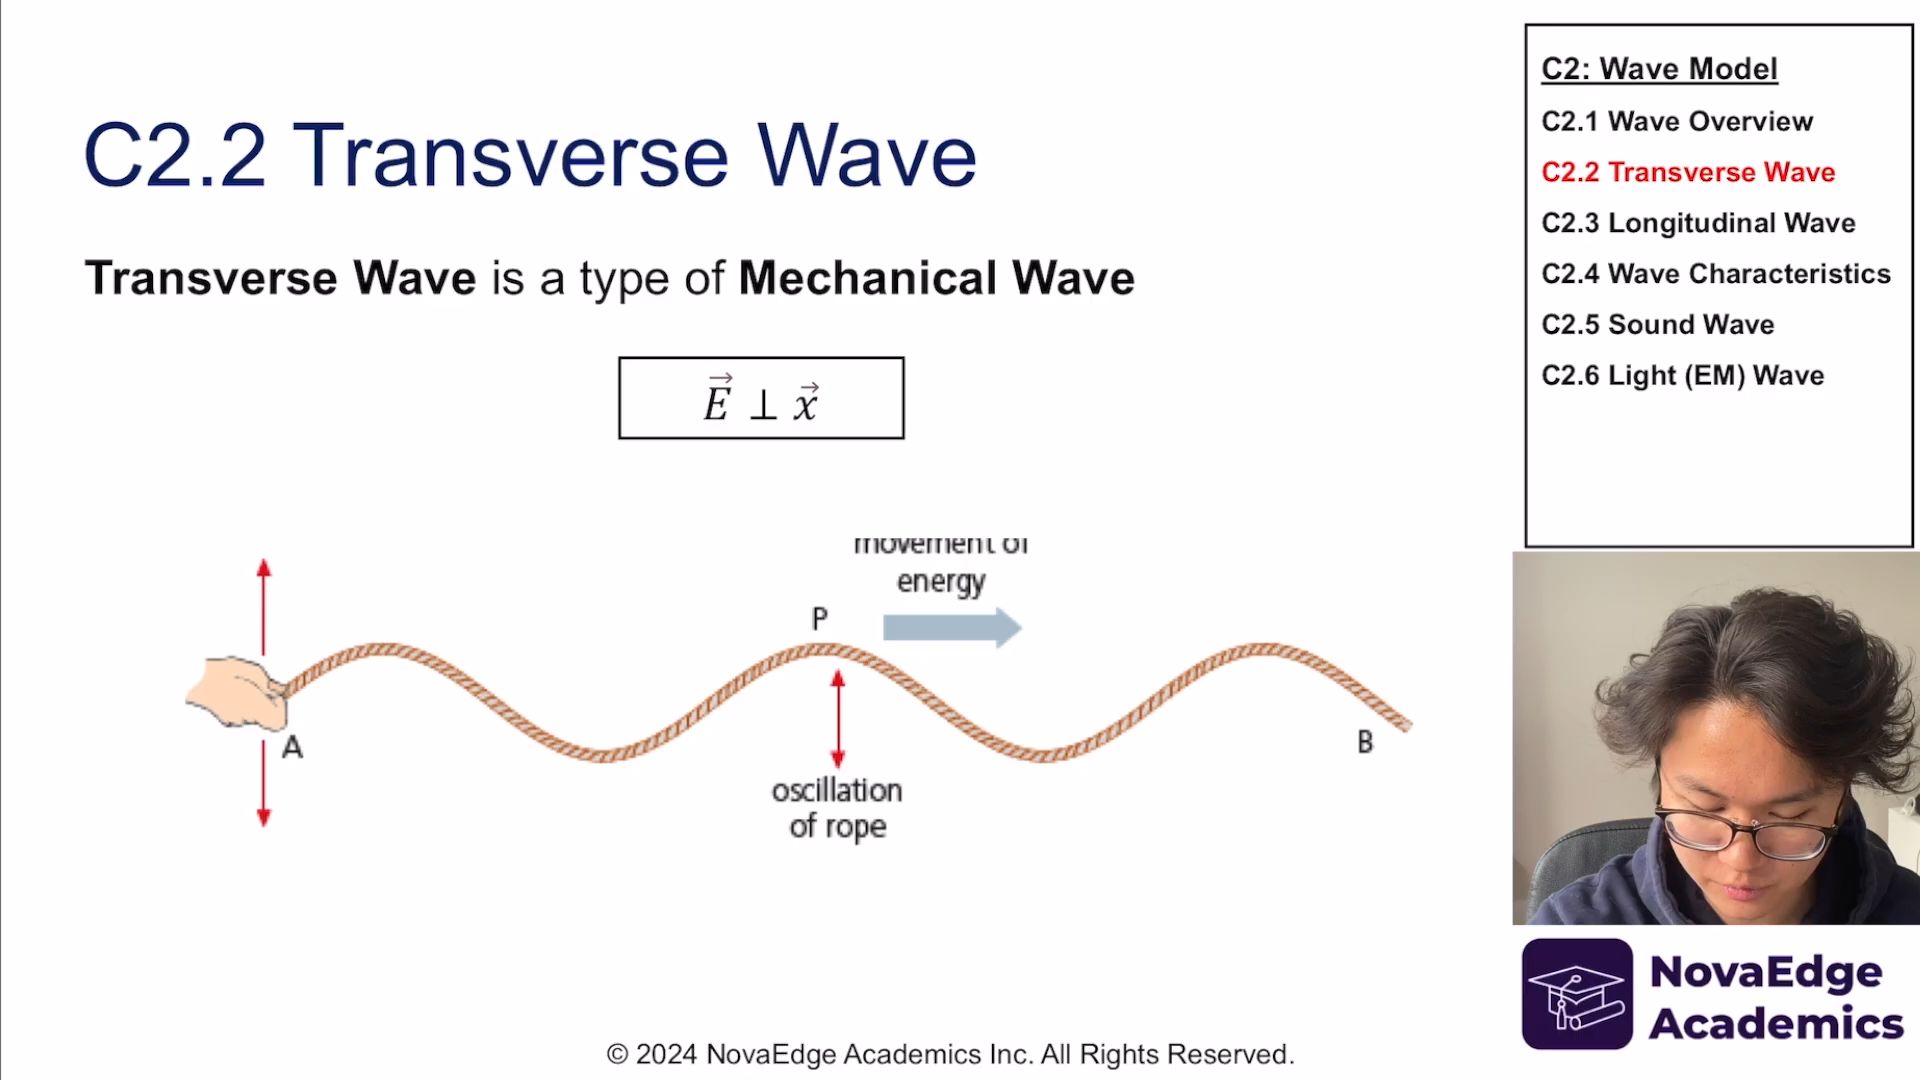 C2.2 Transverse Wave
Transverse Wave is a type of Mechanical Wave
E⃗ ⊥ x⃗
movement of
energy
P
A
B
oscillation
of rope
C2: Wave Model
C2.1 Wave Overview
C2.2 Transverse Wave
C2.3 Longitudinal Wave
C2.4 Wave Characteristics
C2.5 Sound Wave
C2.6 Light (EM) Wave
NovaEdge
Academics
© 2024 NovaEdge Academics Inc. All Rights Reserved.